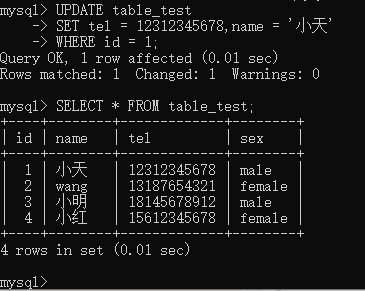 mysql> UPDATE table_test
    -> SET tel = 12312345678,name = '小天'
    -> WHERE id = 1;
Query OK, 1 row affected (0.01 sec)
Rows matched: 1  Changed: 1  Warnings: 0

mysql> SELECT * FROM table_test;
+----+------+-------------+--------+
| id | name | tel         | sex    |
+----+------+-------------+--------+
|  1 | 小天 | 12312345678 | male   |
|  2 | wang | 13187654321 | female |
|  3 | 小明 | 18145678912 | male   |
|  4 | 小红 | 15612345678 | female |
+----+------+-------------+--------+
4 rows in set (0.01 sec)

mysql>